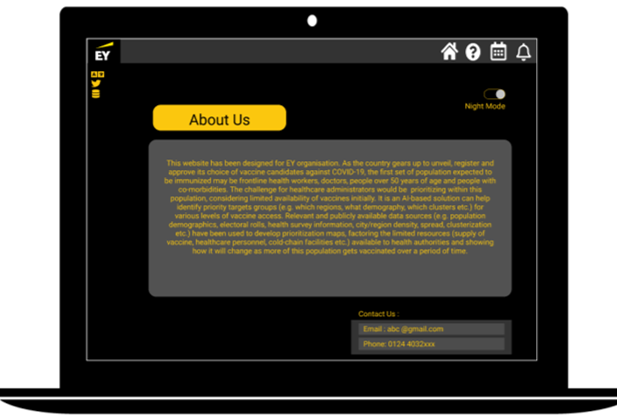 EY
Night Mode
About Us
This website has been designed for EY organisation. As the country gears up to unveil, register and
approve its choice of vaccine candidates against COVID-19, the first set of population expected to
be immunized may be frontline health workers, doctors, people over 50 years of age and people with
co-morbidities. The challenge for healthcare administrators would be prioritizing within this
population, considering limited availability of vaccines initially. It is an AI-based solution can help
identify priority targets groups (e.g. which regions, what demography, which clusters etc.) for
various levels of vaccine access. Relevant and publicly available data sources (e.g. population
demographics, electoral rolls, health survey information, city/region density, spread, clusterization
etc.) have been used to develop prioritization maps, factoring the limited resources (supply of
vaccine, healthcare personnel, cold-chain facilities etc.) available to health authorities and showing
how it will change as more of this population gets vaccinated over a period of time.
Contact Us :
Email : abc @gmail.com
Phone: 0124 4032xxx